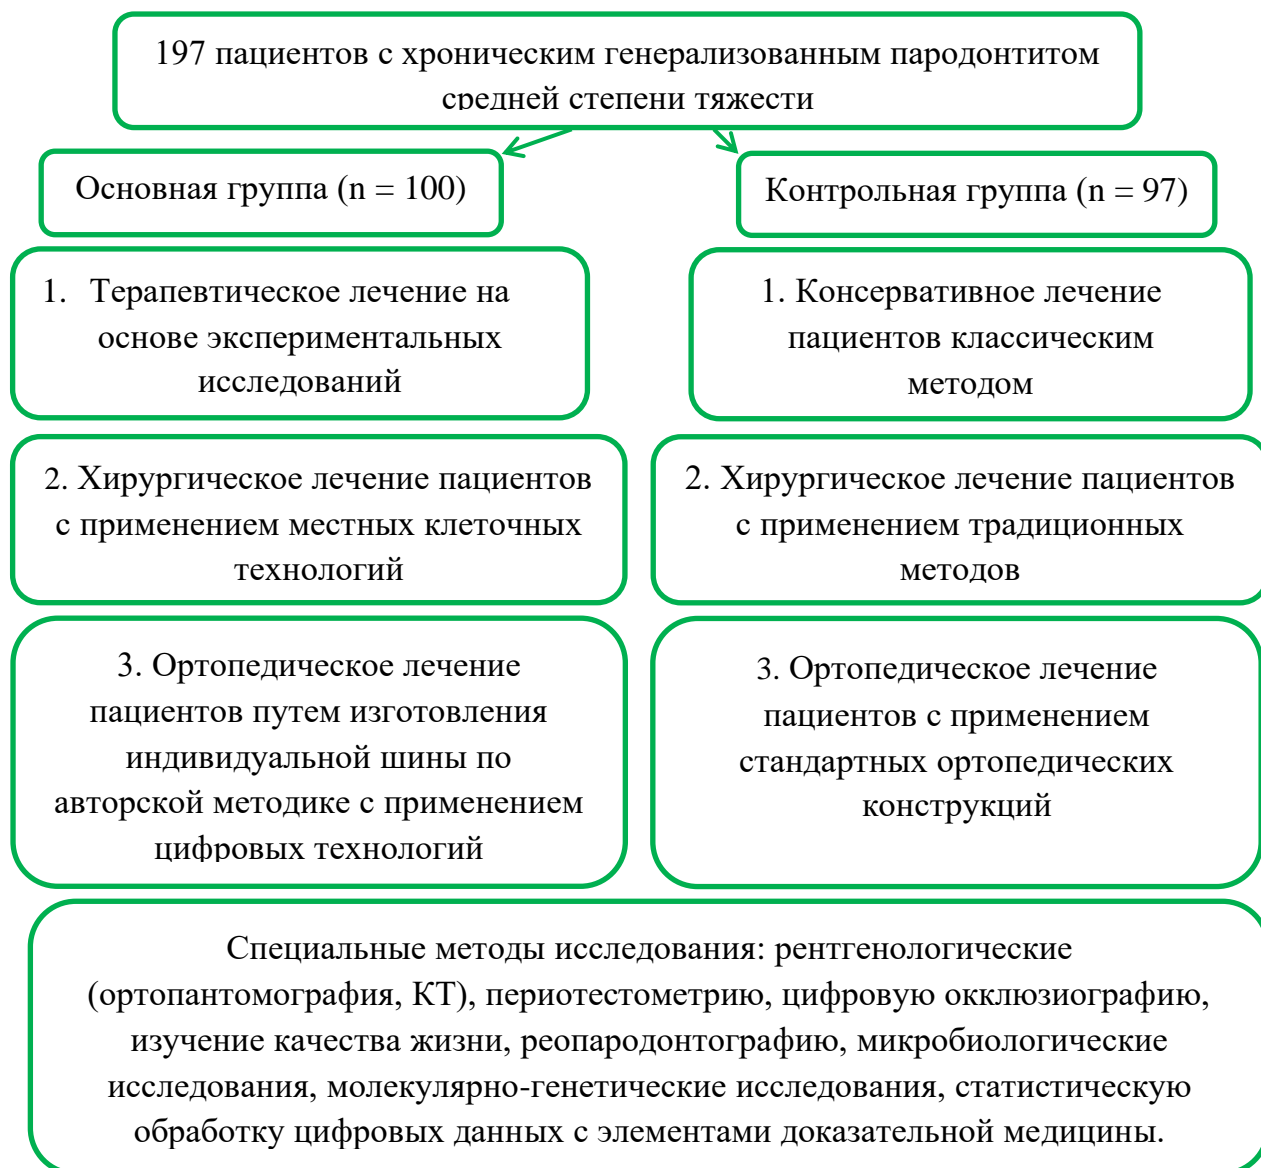 197 пациентов с хроническим генерализованным пародонтитом
средней степени тяжести
Основная группа (n = 100)
Контрольная группа (n = 97)
1. Терапевтическое лечение на
основе экспериментальных
исследований
1. Консервативное лечение
пациентов классическим
методом
2. Хирургическое лечение пациентов
с применением местных клеточных
технологий
2. Хирургическое лечение пациентов
с применением традиционных
методов
3. Ортопедическое лечение
пациентов путем изготовления
индивидуальной шины по
авторской методике с применением
цифровых технологий
3. Ортопедическое лечение
пациентов с применением
стандартных ортопедических
конструкций
Специальные методы исследования: рентгенологические
(ортопантомография, КТ), периотестометрию, цифровую окклюзиографию,
изучение качества жизни, реопародонтографию, микробиологические
исследования, молекулярно-генетические исследования, статистическую
обработку цифровых данных с элементами доказательной медицины.